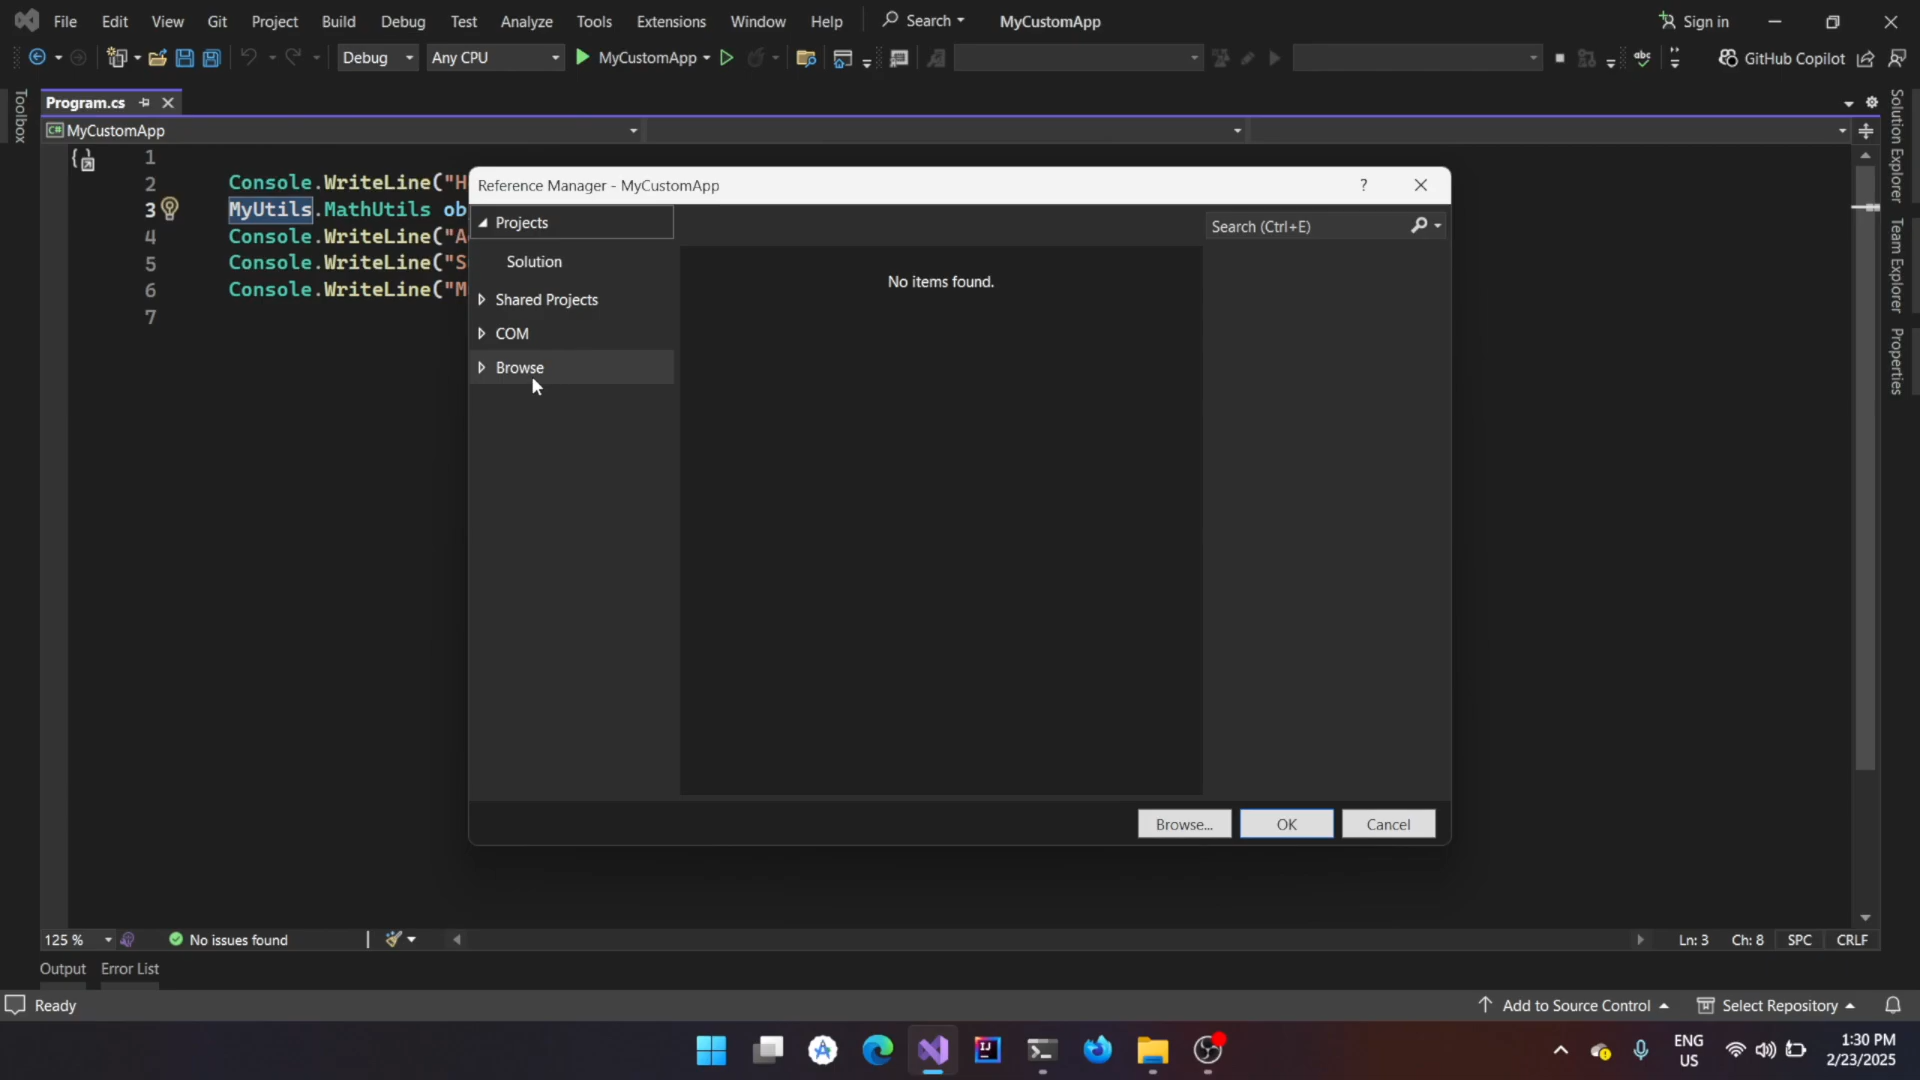 File Edit View Git Project Build Debug Test Analyze Tools Extensions Window Help Search MyCustomApp Sign in
Debug Any CPU MyCustomApp GitHub Copilot
Toolbox
Program.cs
C# MyCustomApp
1
2 Console.WriteLine("H
3 MyUtils.MathUtils ob
4 Console.WriteLine("A
5 Console.WriteLine("S
6 Console.WriteLine("M
7
Reference Manager - MyCustomApp ?
Projects
Search (Ctrl+E)
Solution
No items found.
Shared Projects
COM
Browse
Browse... OK Cancel
Solution Explorer
Team Explorer
Properties
125 % No issues found Ln: 3 Ch: 8 SPC CRLF
Output Error List
Ready Add to Source Control Select Repository
ENG
US
1:30 PM
2/23/2025